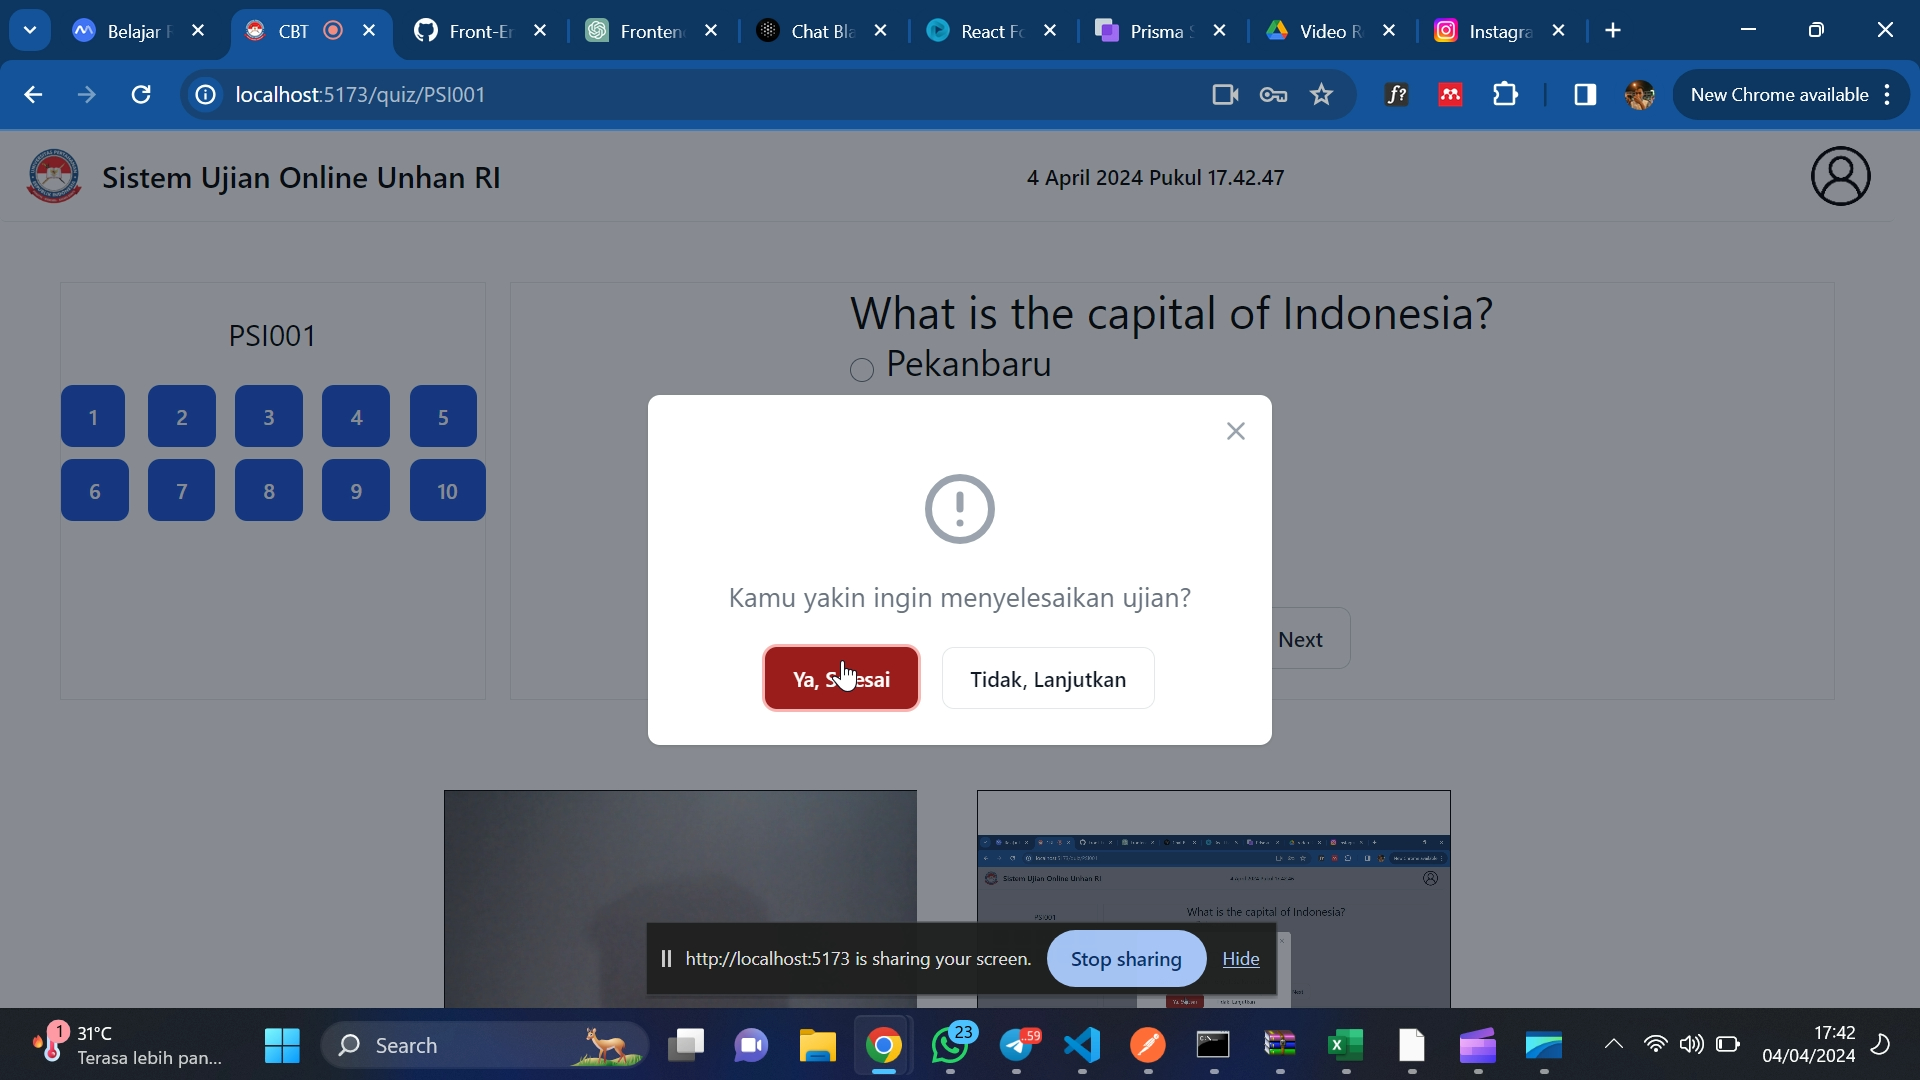 Belajar
CBT
Front-Er
Fronten
Chat Bla
React Fo
Prisma
Video R
Instagra
localhost:5173/quiz/PSI001
New Chrome available
Sistem Ujian Online Unhan RI
4 April 2024 Pukul 17.42.47
PSI001
1 2 3 4 5
6 7 8 9 10
What is the capital of Indonesia?
Pekanbaru
Kamu yakin ingin menyelesaikan ujian?
Ya, Selesai
Tidak, Lanjutkan
Next
Sistem Ujian Online Unhan RI
PSI001
What is the capital of Indonesia?
Next
http://localhost:5173 is sharing your screen.
Stop sharing
Hide
1
31°C
Terasa lebih pan...
Search
23
..59
17:42
04/04/2024